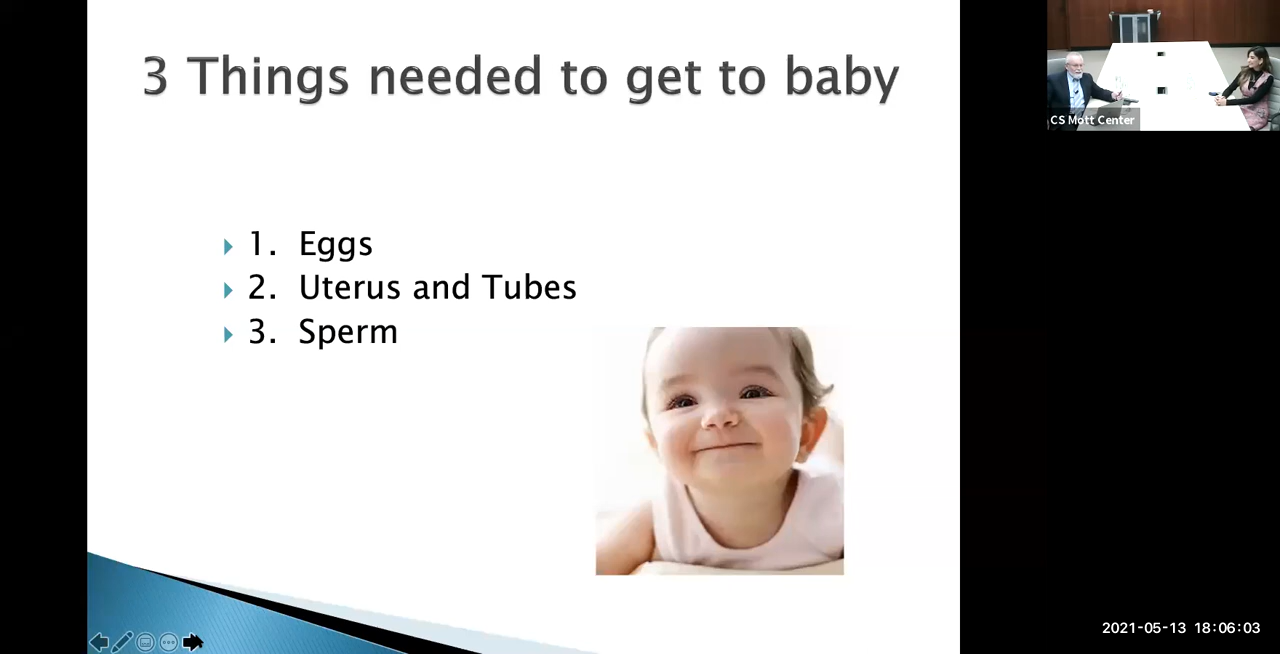 3 Things needed to get to baby
1. Eggs
2. Uterus and Tubes
3. Sperm
CS Mott Center
2021-05-13 18:06:03